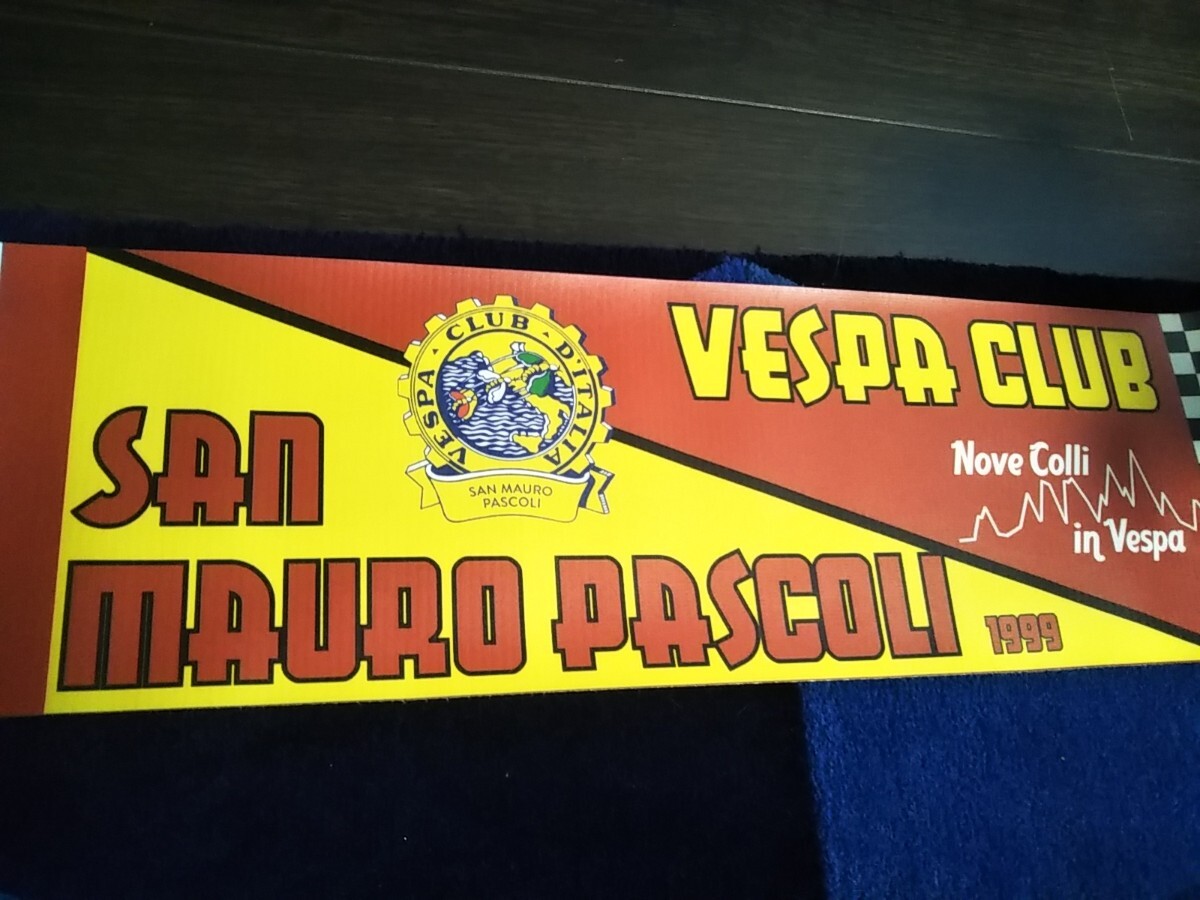 VESPA CLUB
VESPA · CLUB · D'ITALIA
SAN MAURO
PASCOLI
SAN
MAURO PASCOLI 1999
Nove Colli
in Vespa